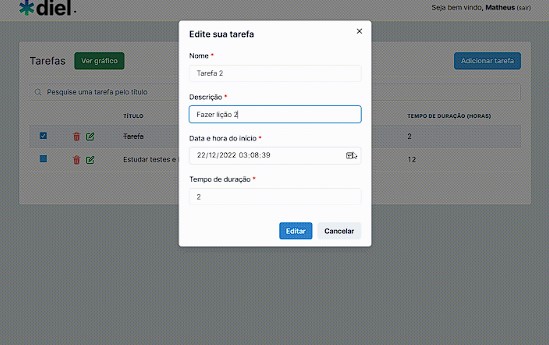 diel.
Seja bem vindo, Matheus (sair)
Edite sua tarefa
Tarefas
Ver gráfico
Adicionar tarefa
Nome *
Tarefa 2
Pesquise uma tarefa pelo título
Descrição *
Fazer lição 2
TÍTULO
TEMPO DE DURAÇÃO (HORAS)
Tarefa
2
Data e hora do início *
22/12/2022 03:08:39
Estudar testes e
12
Tempo de duração *
2
Editar
Cancelar